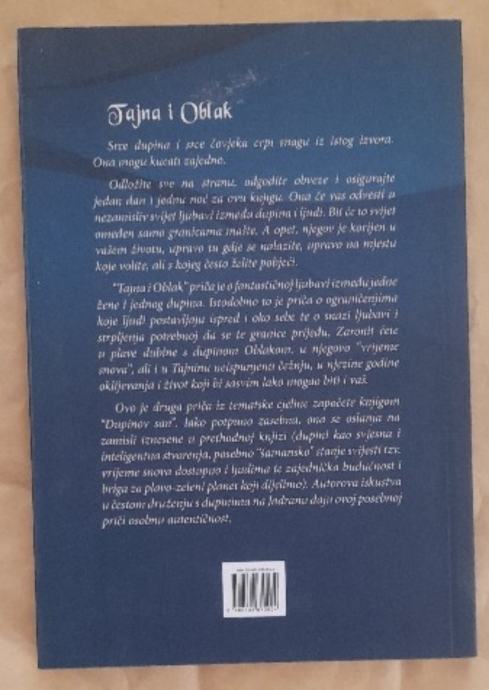 Tajna i Oblak
Srce dupina i srce čovjeka crpi snagu iz istog izvora.
Ona mogu kucati zajedno.
Odložite sve na stranu, odgodite obveze i osigurajte
jedan dan i jednu noć za ovu knjigu. Ona će vas odvesti u
nezamisliv svijet ljubavi između dupina i ljudi. Bit će to svijet
omeđen samo granicama mašte. A opet, njegov je korijen u
vašem životu, upravo tu gdje se nalazite, upravo na mjestu
koje volite, ali s kojeg često želite pobjeći.
"Tajna i Oblak" priča je o fantastičnoj ljubavi između jedne
žene i jednog dupina. Istodobno to je priča o ograničenjima
koje ljudi postavljaju ispred i oko sebe te o snazi ljubavi i
strpljenja potrebnoj da se te granice prijeđu. Zaronit ćete
u plave dubine s dupinom Oblakom, u njegovo "vrijeme
snova", ali i u Tajninu neispunjenu čežnju, u njezine godine
oklijevanja i život koji bi sasvim lako mogao biti i vaš.
Ovo je druga priča iz tematske cjeline započete knjigom
"Dupinov san". Iako potpuno zasebna, ona se oslanja na
zamisli iznesene u prethodnoj knjizi (dupini kao svjesna i
inteligentna stvorenja, posebno "šamansko" stanje svijesti tzv.
vrijeme snova dostupno i ljudima te zajednička budućnost i
briga za plavo-zeleni planet koji dijelimo). Autorova iskustva
u čestom druženju s dupinima na Jadranu daju ovoj posebnoj
priči osobnu autentičnost.